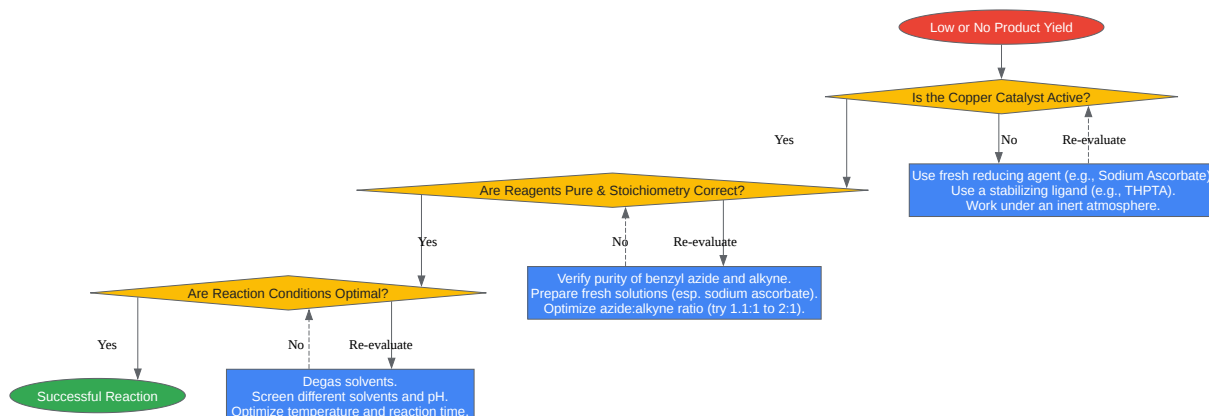 Low or No Product Yield
Is the Copper Catalyst Active?
Yes
No
Re-evaluate
Use fresh reducing agent (e.g., Sodium Ascorbate)
Use a stabilizing ligand (e.g., THPTA).
Work under an inert atmosphere.
Are Reagents Pure & Stoichiometry Correct?
Yes
No
Re-evaluate
Verify purity of benzyl azide and alkyne.
Prepare fresh solutions (esp. sodium ascorbate).
Optimize azide:alkyne ratio (try 1.1:1 to 2:1).
Are Reaction Conditions Optimal?
Yes
No
Re-evaluate
Degas solvents.
Screen different solvents and pH.
Optimize temperature and reaction time.
Successful Reaction